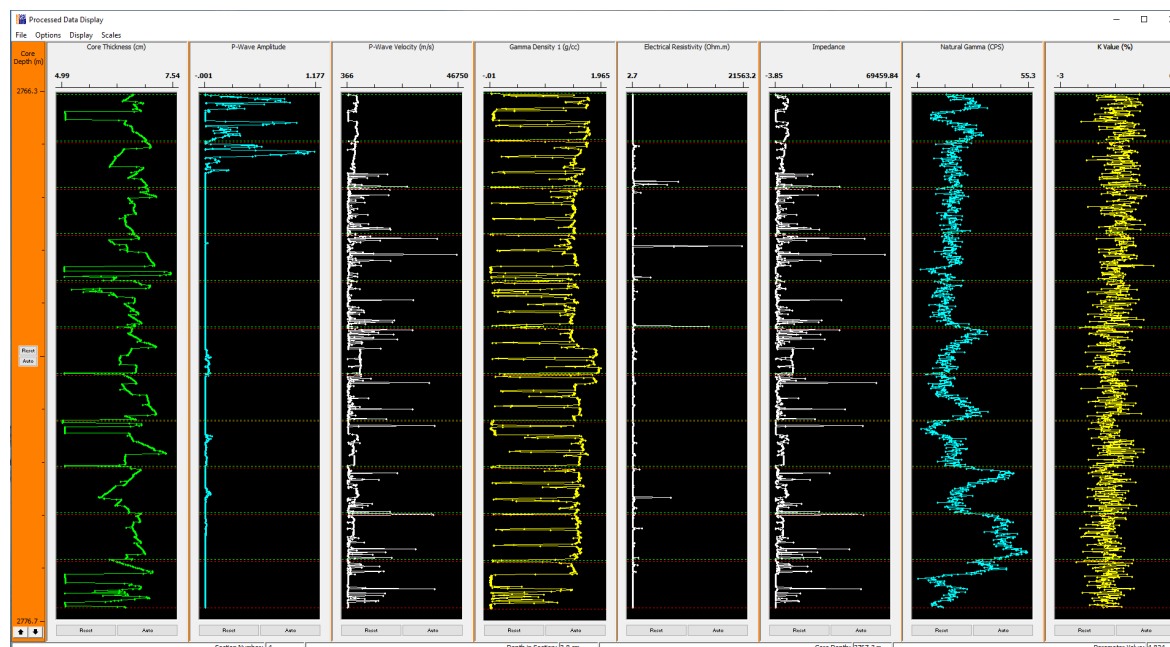 Processed Data Display
File Options Display Scales
Core Depth (m)
2766.3
Reset
Auto
2776.7
Core Thickness (cm)
4.99 7.54
Reset Auto
P-Wave Amplitude
-.001 1.177
Reset Auto
P-Wave Velocity (m/s)
366 46750
Reset Auto
Gamma Density 1 (g/cc)
-.01 1.965
Reset Auto
Electrical Resistivity (Ohm.m)
2.7 21563.2
Reset Auto
Impedance
-3.85 69459.84
Reset Auto
Natural Gamma (CPS)
4 55.3
Reset Auto
K Value (%)
-3
Reset Auto